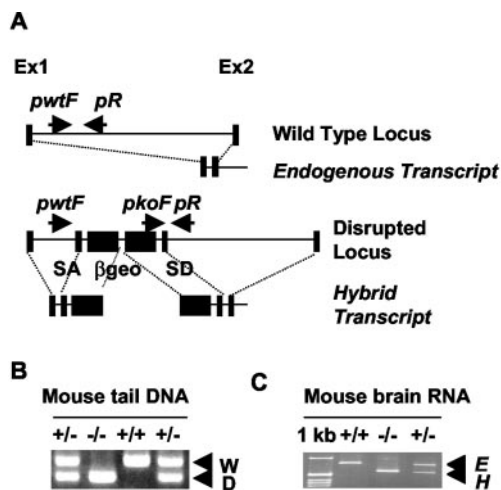 A
Ex1 Ex2
pwtF pR
Wild Type Locus
Endogenous Transcript
pwtF pkoF pR
Disrupted
Locus
SA βgeo SD
Hybrid
Transcript
B
Mouse tail DNA
+/- -/- +/+ +/-
W
D
C
Mouse brain RNA
1 kb +/+ -/- +/-
E
H